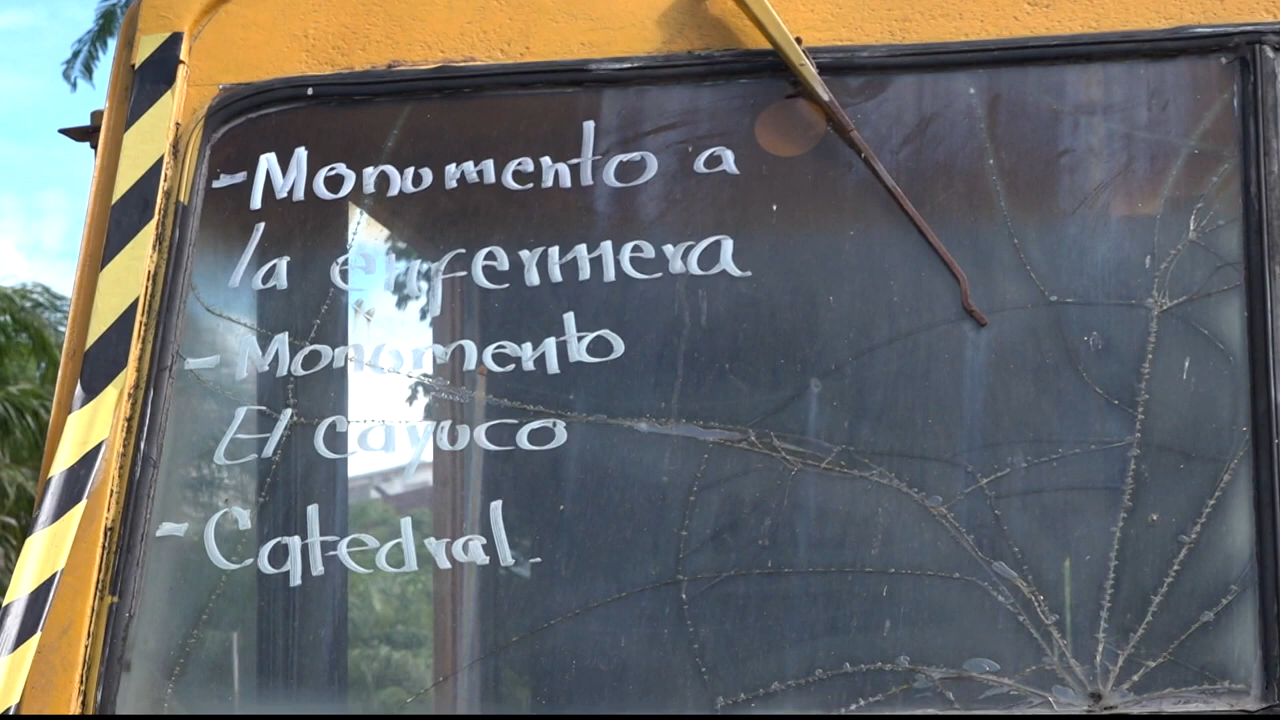 -Monumento a
la enfermera
-Monumento
El cayuco
-Catedral.